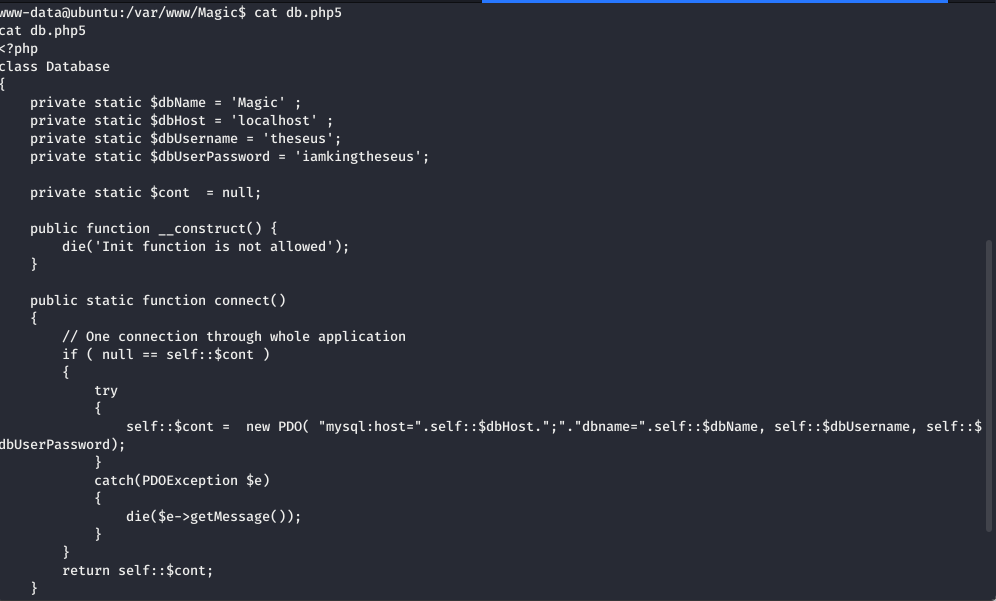 www-data@ubuntu:/var/www/Magic$ cat db.php5
cat db.php5
<?php
class Database
{
    private static $dbName = 'Magic' ;
    private static $dbHost = 'localhost' ;
    private static $dbUsername = 'theseus';
    private static $dbUserPassword = 'iamkingtheseus';

    private static $cont  = null;

    public function __construct() {
        die('Init function is not allowed');
    }

    public static function connect()
    {
        // One connection through whole application
        if ( null == self::$cont )
        {
            try
            {
                self::$cont =  new PDO( "mysql:host=".self::$dbHost.";"."dbname=".self::$dbName, self::$dbUsername, self::$
dbUserPassword);
            }
            catch(PDOException $e)
            {
                die($e->getMessage());
            }
        }
        return self::$cont;
    }